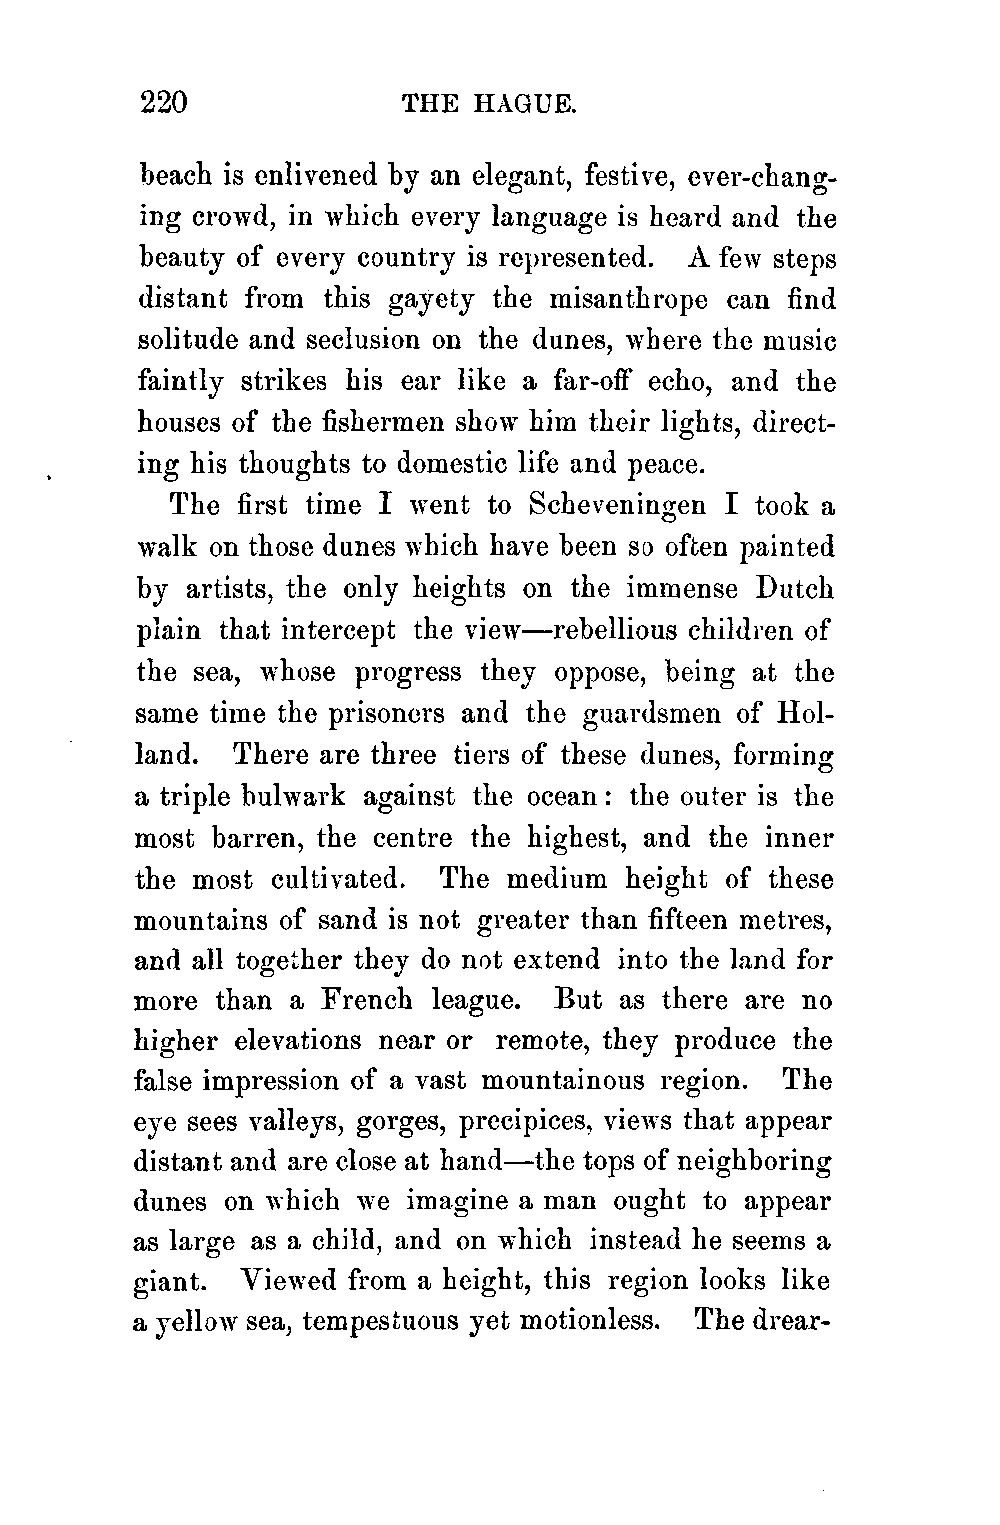 220 THE HAGUE.
beach is enlivened by an elegant, festive, ever-chang-
ing crowd, in which every language is heard and the
beauty of every country is represented. A few steps
distant from this gayety the misanthrope can find
solitude and seclusion on the dunes, where the music
faintly strikes his ear like a far-off echo, and the
houses of the fishermen show him their lights, direct-
ing his thoughts to domestic life and peace.
The first time I went to Scheveningen I took a
walk on those dunes which have been so often painted
by artists, the only heights on the immense Dutch
plain that intercept the view—rebellious children of
the sea, whose progress they oppose, being at the
same time the prisoners and the guardsmen of Hol-
land. There are three tiers of these dunes, forming
a triple bulwark against the ocean: the outer is the
most barren, the centre the highest, and the inner
the most cultivated. The medium height of these
mountains of sand is not greater than fifteen metres,
and all together they do not extend into the land for
more than a French league. But as there are no
higher elevations near or remote, they produce the
false impression of a vast mountainous region. The
eye sees valleys, gorges, precipices, views that appear
distant and are close at hand—the tops of neighboring
dunes on which we imagine a man ought to appear
as large as a child, and on which instead he seems a
giant. Viewed from a height, this region looks like
a yellow sea, tempestuous yet motionless. The drear-